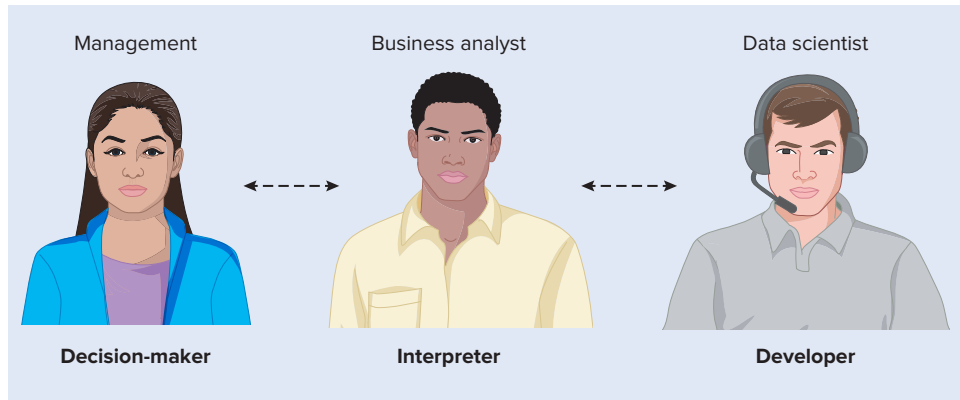 Management
Business analyst
Data scientist
Decision-maker
Interpreter
Developer